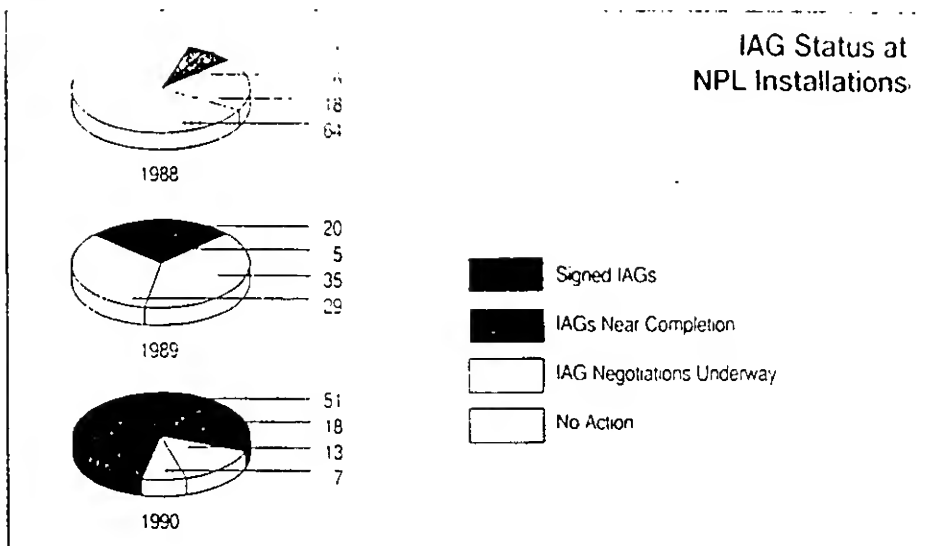 IAG Status at
NPL Installations
18
64
1988
20
5
35
29
1989
51
18
13
7
1990
Signed IAGs
IAGs Near Completion
IAG Negotiations Underway
No Action